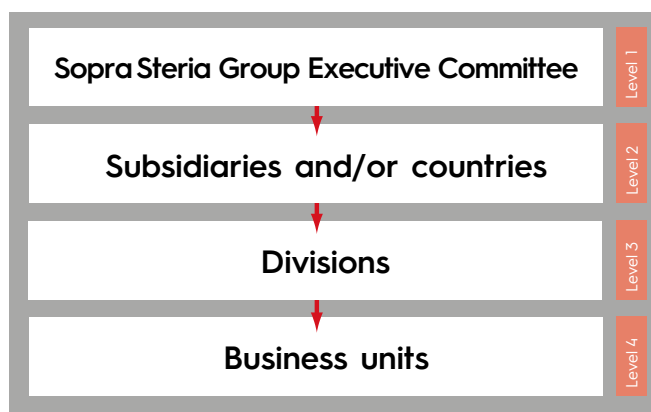 Sopra Steria Group Executive Committee
Level 1
Subsidiaries and/or countries
Level 2
Divisions
Level 3
Business units
Level 4